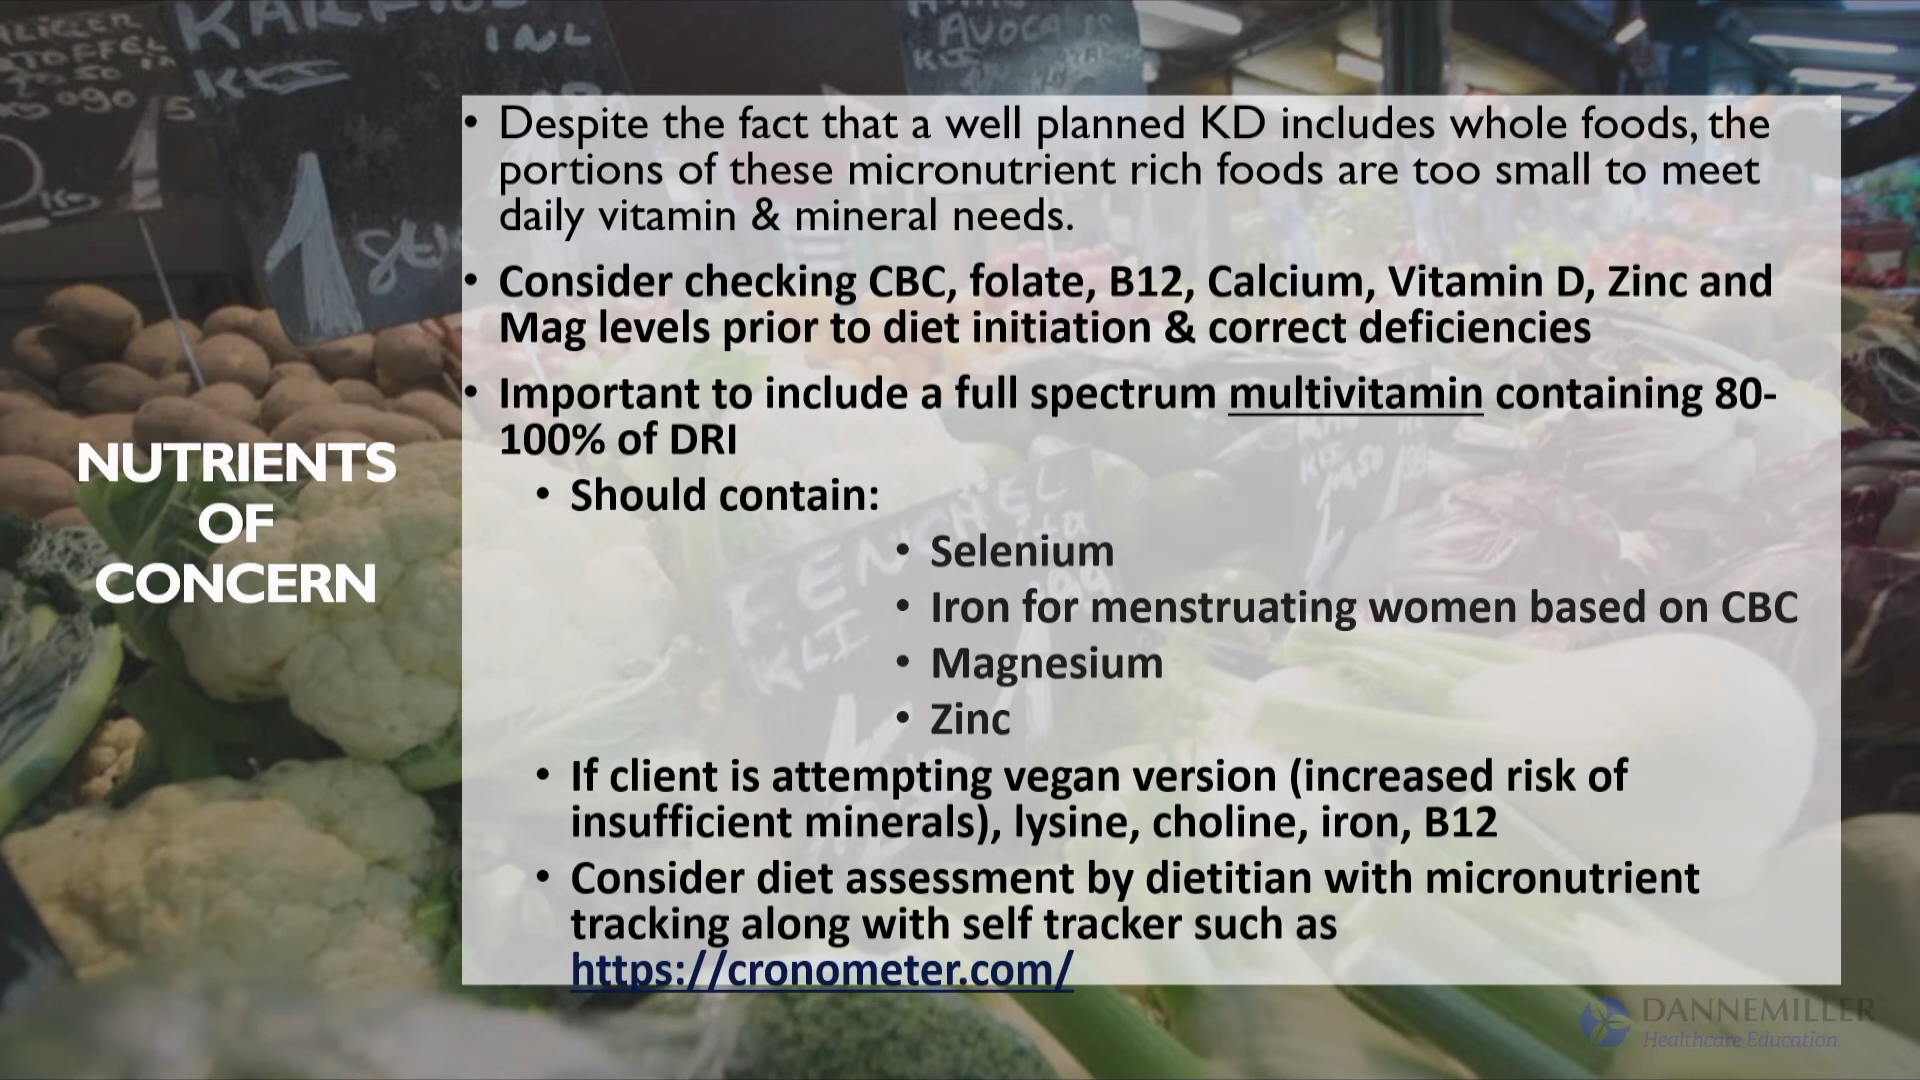 NUTRIENTS
OF
CONCERN
• Despite the fact that a well planned KD includes whole foods, the
portions of these micronutrient rich foods are too small to meet
daily vitamin & mineral needs.
• Consider checking CBC, folate, B12, Calcium, Vitamin D, Zinc and
Mag levels prior to diet initiation & correct deficiencies
• Important to include a full spectrum multivitamin containing 80-
100% of DRI
• Should contain:
• Selenium
• Iron for menstruating women based on CBC
• Magnesium
• Zinc
• If client is attempting vegan version (increased risk of
insufficient minerals), lysine, choline, iron, B12
• Consider diet assessment by dietitian with micronutrient
tracking along with self tracker such as
https://cronometer.com/
DANNEMILLER
Healthcare Education